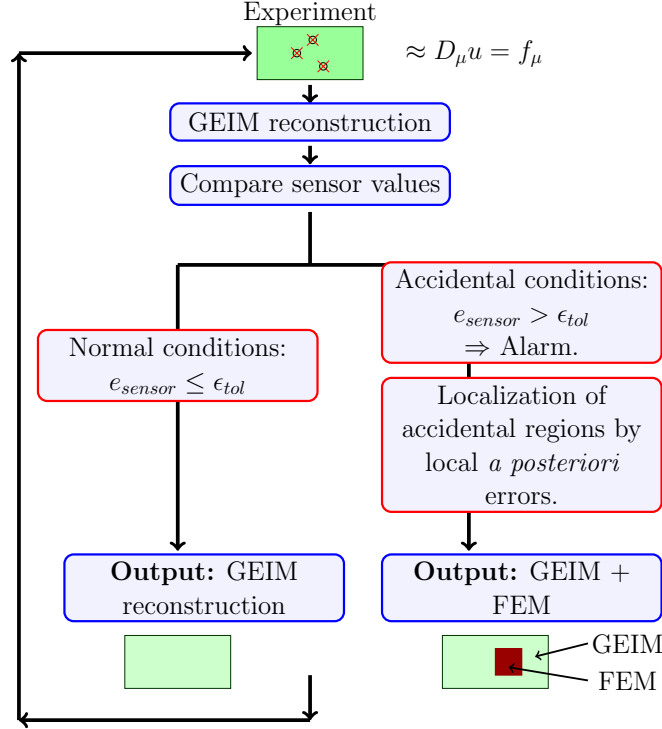 Experiment
≈ D_μ u = f_μ
GEIM reconstruction
Compare sensor values
Accidental conditions:
e_sensor > ϵ_tol
⇒ Alarm.
Normal conditions:
e_sensor ≤ ϵ_tol
Localization of
accidental regions by
local a posteriori
errors.
Output: GEIM
reconstruction
Output: GEIM +
FEM
GEIM
FEM